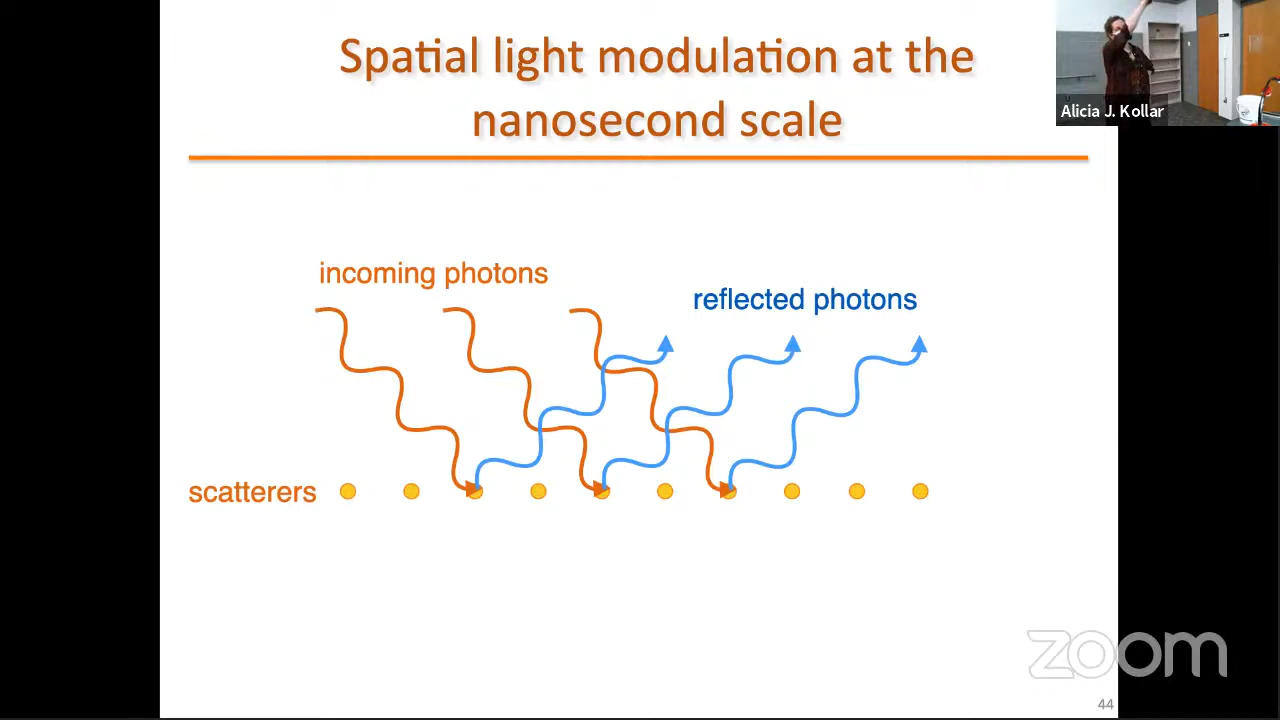 Spatial light modulation at the
nanosecond scale
Alicia J. Kollar
incoming photons
reflected photons
scatterers
zoom
44